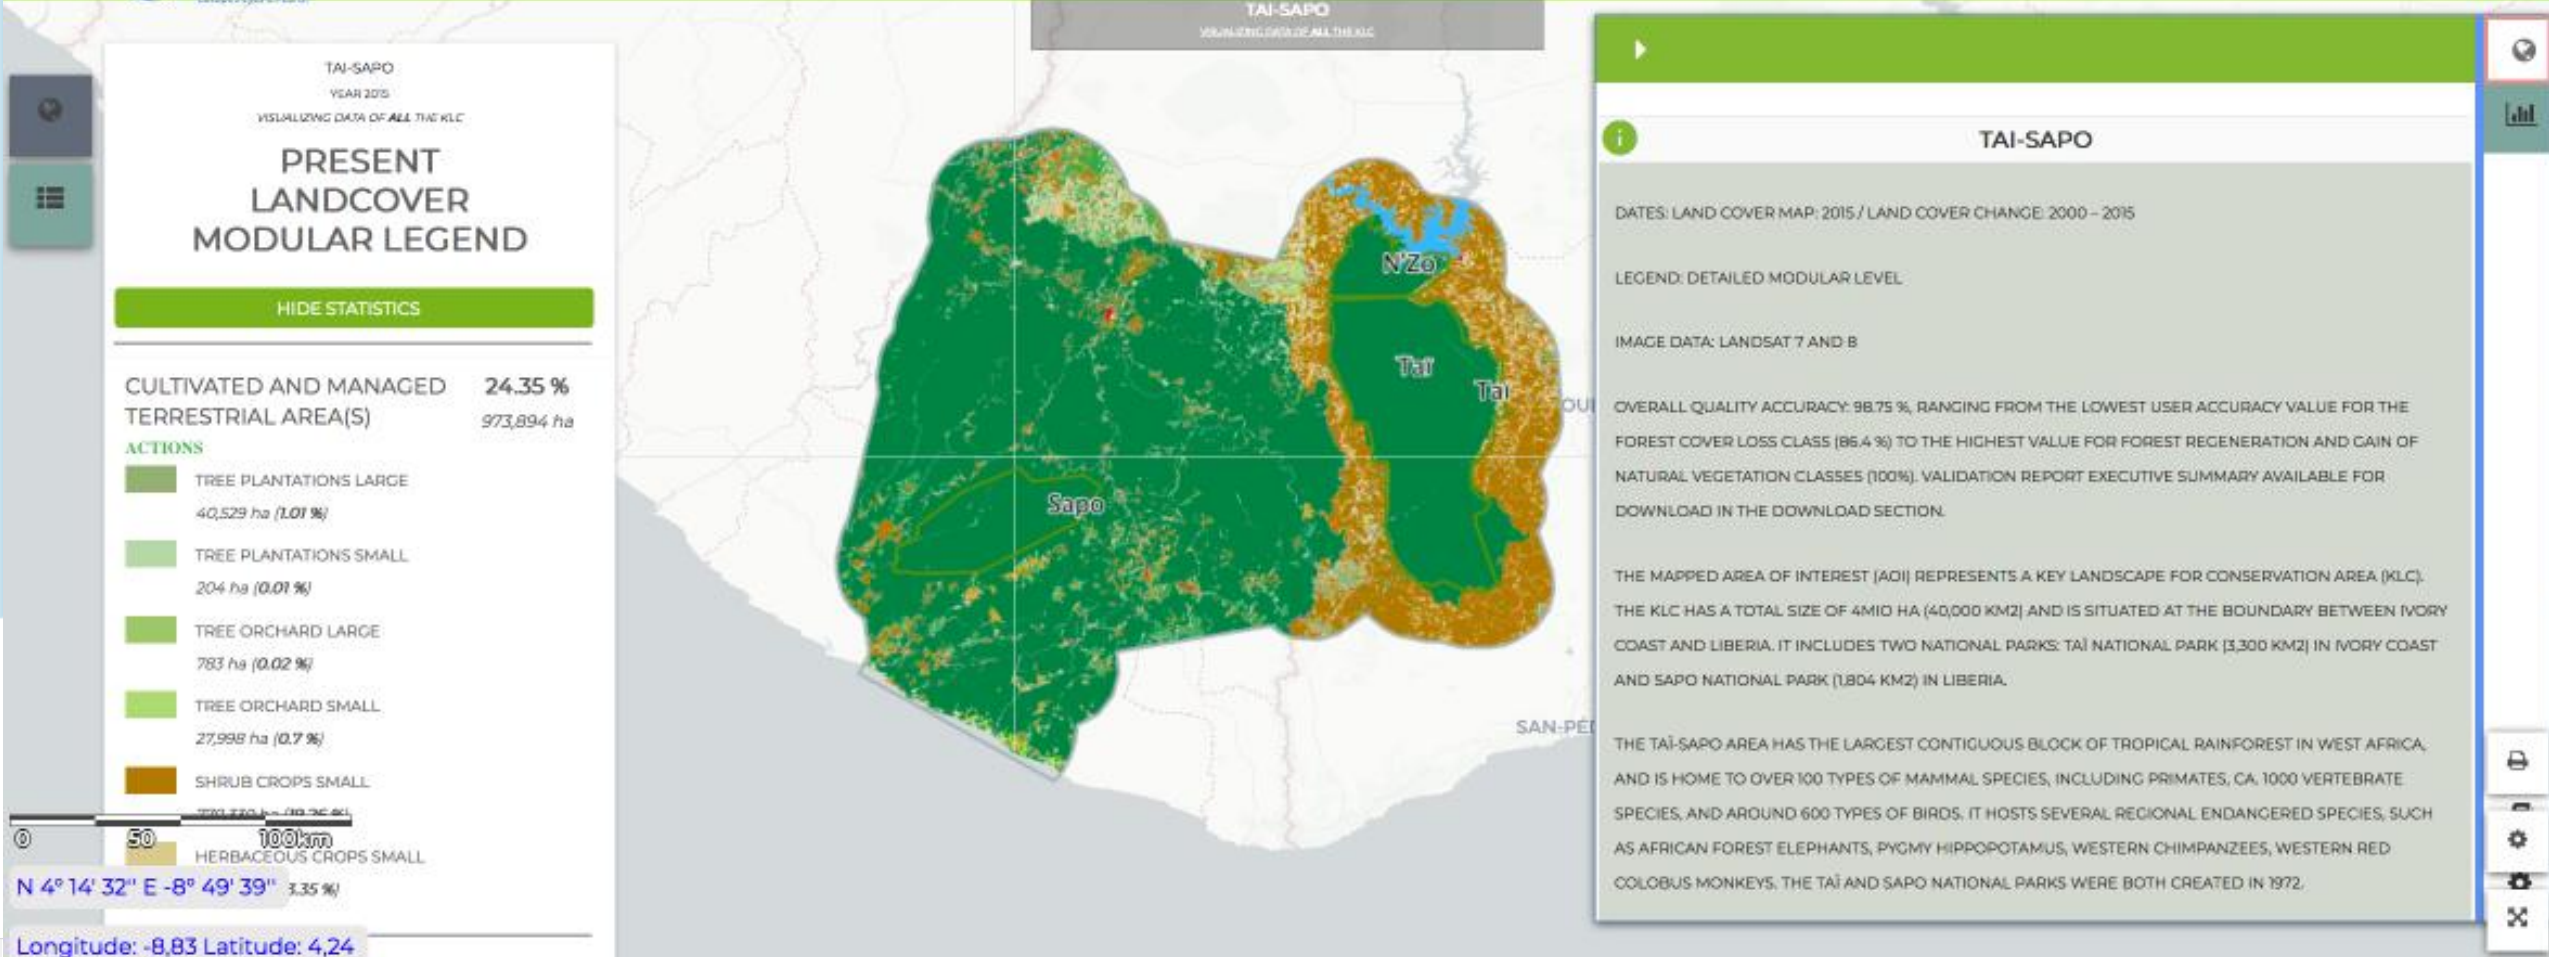 TAI-SAPO
YEAR 2015
VISUALIZING DATA OF ALL THE KLC
PRESENT
LANDCOVER
MODULAR LEGEND
HIDE STATISTICS
CULTIVATED AND MANAGED
TERRESTRIAL AREA(S)
24.35 %
973,894 ha
ACTIONS
TREE PLANTATIONS LARGE
40,529 ha (1.01 %)
TREE PLANTATIONS SMALL
204 ha (0.01 %)
TREE ORCHARD LARGE
783 ha (0.02 %)
TREE ORCHARD SMALL
27,998 ha (0.7 %)
SHRUB CROPS SMALL
HERBACEOUS CROPS SMALL
3.35 %)
0 50 100km
N 4° 14' 32" E -8° 49' 39"
Longitude: -8,83 Latitude: 4,24
TAI-SAPO
VISUALIZING DATA OF ALL THE KLC
N'Zo
Taï
Taï
Sapo
SAN-PÉ
TAI-SAPO
DATES: LAND COVER MAP: 2015 / LAND COVER CHANGE: 2000 – 2015
LEGEND: DETAILED MODULAR LEVEL
IMAGE DATA: LANDSAT 7 AND 8
OVERALL QUALITY ACCURACY: 98.75 %, RANGING FROM THE LOWEST USER ACCURACY VALUE FOR THE
FOREST COVER LOSS CLASS (86.4 %) TO THE HIGHEST VALUE FOR FOREST REGENERATION AND GAIN OF
NATURAL VEGETATION CLASSES (100%). VALIDATION REPORT EXECUTIVE SUMMARY AVAILABLE FOR
DOWNLOAD IN THE DOWNLOAD SECTION.
THE MAPPED AREA OF INTEREST (AOI) REPRESENTS A KEY LANDSCAPE FOR CONSERVATION AREA (KLC).
THE KLC HAS A TOTAL SIZE OF 4MIO HA (40,000 KM2) AND IS SITUATED AT THE BOUNDARY BETWEEN IVORY
COAST AND LIBERIA. IT INCLUDES TWO NATIONAL PARKS: TAÏ NATIONAL PARK (3,300 KM2) IN IVORY COAST
AND SAPO NATIONAL PARK (1,804 KM2) IN LIBERIA.
THE TAÏ-SAPO AREA HAS THE LARGEST CONTIGUOUS BLOCK OF TROPICAL RAINFOREST IN WEST AFRICA,
AND IS HOME TO OVER 100 TYPES OF MAMMAL SPECIES, INCLUDING PRIMATES, CA. 1000 VERTEBRATE
SPECIES, AND AROUND 600 TYPES OF BIRDS. IT HOSTS SEVERAL REGIONAL ENDANGERED SPECIES, SUCH
AS AFRICAN FOREST ELEPHANTS, PYGMY HIPPOPOTAMUS, WESTERN CHIMPANZEES, WESTERN RED
COLOBUS MONKEYS. THE TAÏ AND SAPO NATIONAL PARKS WERE BOTH CREATED IN 1972.